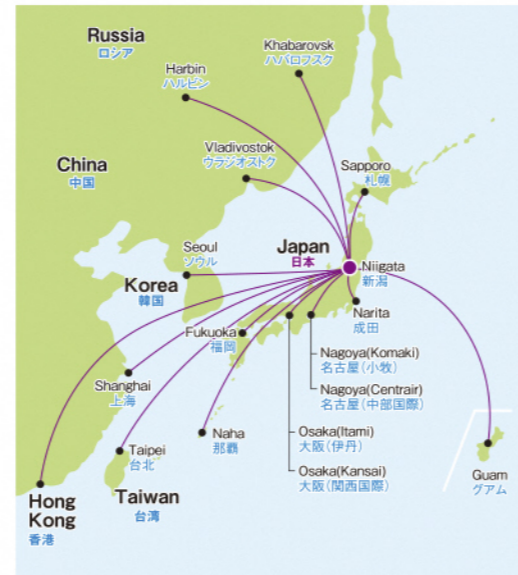 Russia
ロシア
Khabarovsk
ハバロフスク
Harbin
ハルビン
Vladivostok
ウラジオストク
China
中国
Sapporo
札幌
Seoul
ソウル
Japan
日本
Niigata
新潟
Korea
韓国
Narita
成田
Fukuoka
福岡
Nagoya(Komaki)
名古屋(小牧)
Shanghai
上海
Nagoya(Centrair)
名古屋(中部国際)
Naha
那覇
Osaka(Itami)
大阪(伊丹)
Taipei
台北
Osaka(Kansai)
大阪(関西国際)
Guam
グアム
Hong
Kong
香港
Taiwan
台湾